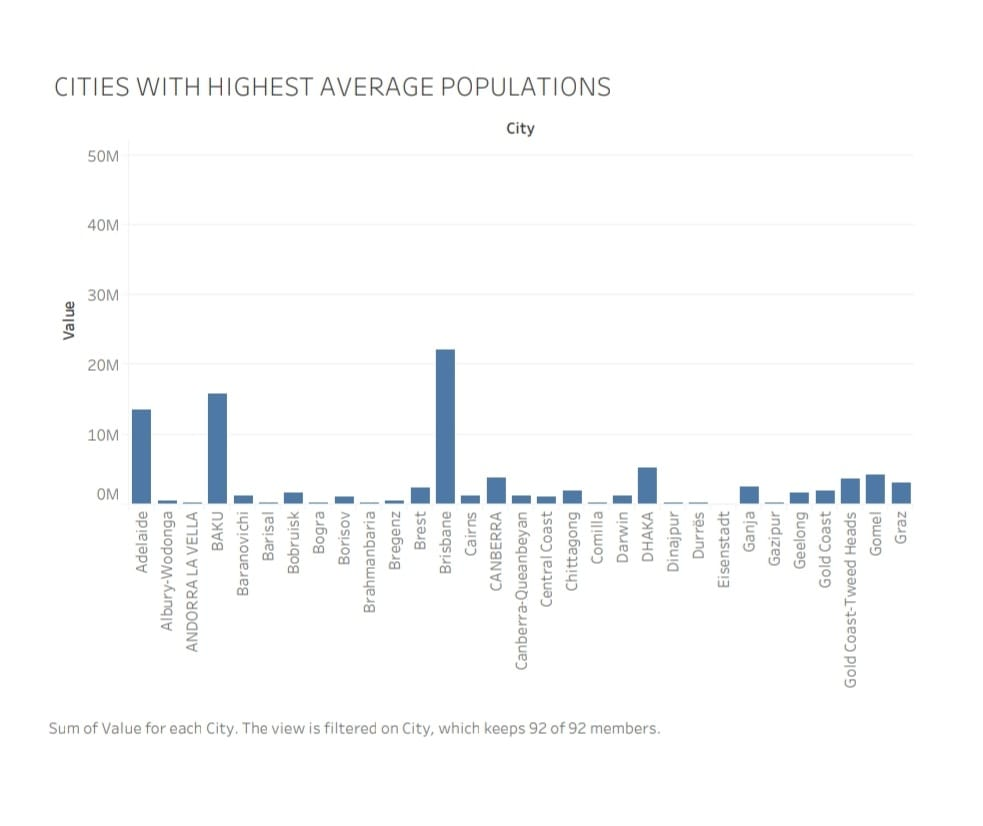 CITIES WITH HIGHEST AVERAGE POPULATIONS
City
50M
40M
30M
20M
10M
0M
Value
Adelaide
Albury-Wodonga
ANDORRA LA VELLA
BAKU
Baranovichi
Barisal
Bobruisk
Bogra
Borisov
Brahmanbaria
Bregenz
Brest
Brisbane
Cairns
CANBERRA
Canberra-Queanbeyan
Central Coast
Chittagong
Comilla
Darwin
DHAKA
Dinajpur
Durrës
Eisenstadt
Ganja
Gazipur
Geelong
Gold Coast
Gold Coast-Tweed Heads
Gomel
Graz
Sum of Value for each City. The view is filtered on City, which keeps 92 of 92 members.